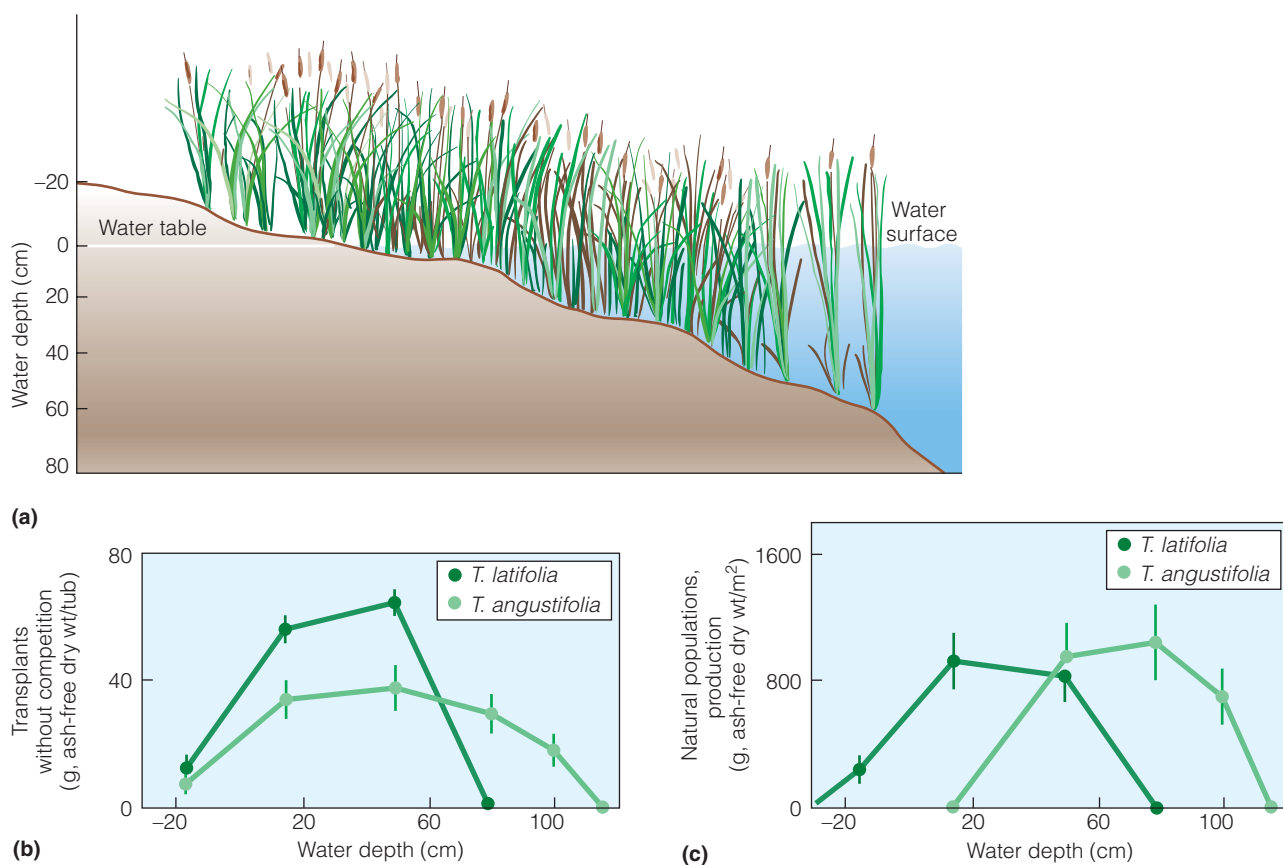 –20
Water table
Water surface
0
20
40
60
80
Water depth (cm)
(a)
80
40
0
Transplants
without competition
(g, ash-free dry wt/tub)
T. latifolia
T. angustifolia
–20
20
60
100
Water depth (cm)
(b)
1600
800
0
Natural populations,
production
(g, ash-free dry wt/m²)
T. latifolia
T. angustifolia
–20
20
60
100
Water depth (cm)
(c)